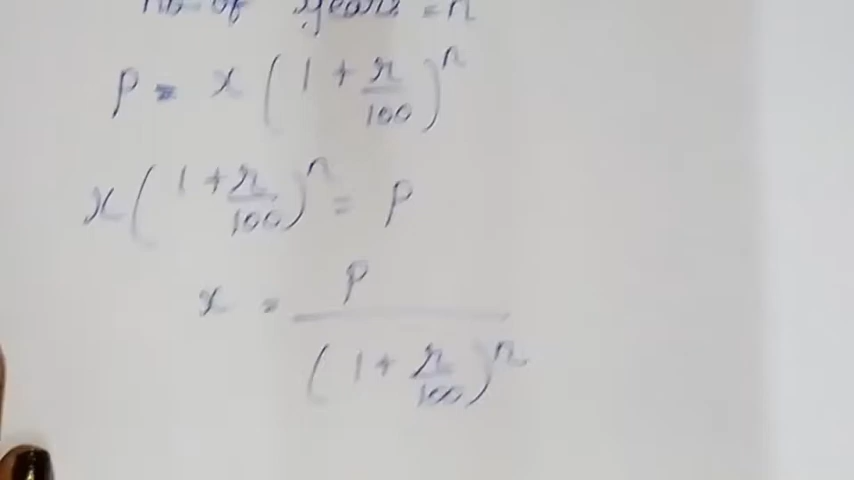 no. of years = n
P = x ( 1 + r/100 )^n
x ( 1 + r/100 )^n = P
x = P / ( 1 + r/100 )^n